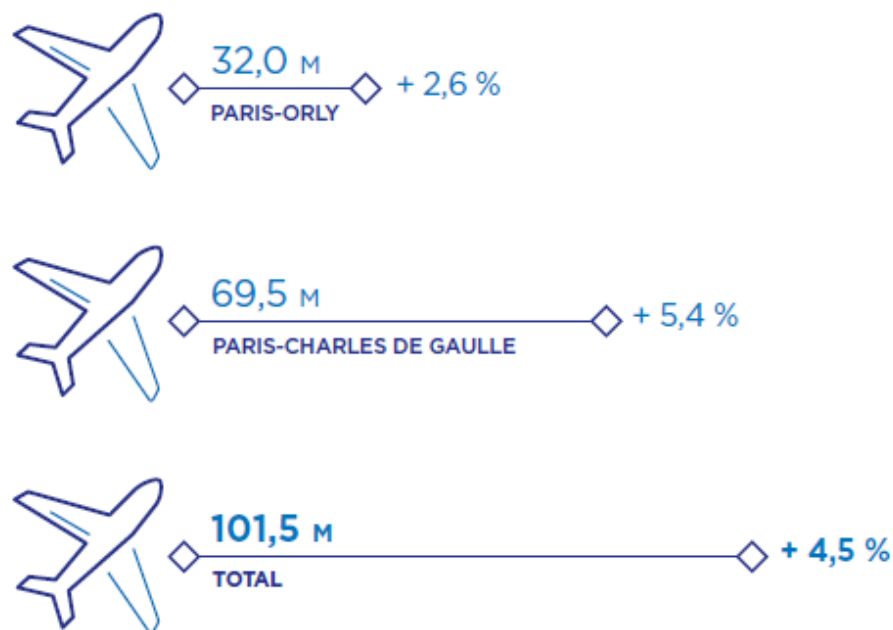 32,0 M
+ 2,6 %
PARIS-ORLY
69,5 M
+ 5,4 %
PARIS-CHARLES DE GAULLE
101,5 M
+ 4,5 %
TOTAL